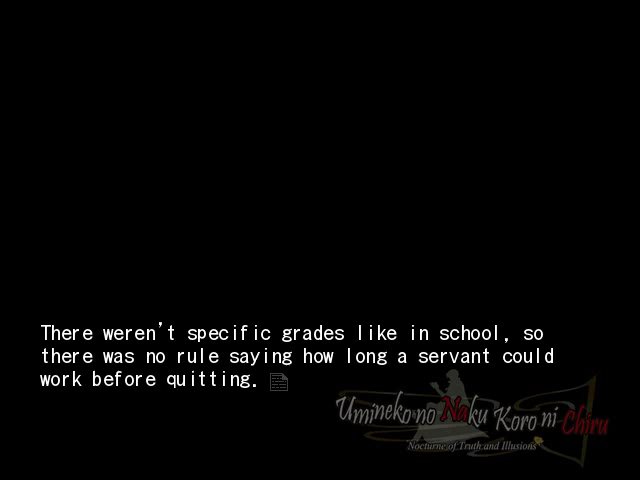 There weren't specific grades like in school, so
there was no rule saying how long a servant could
work before quitting.
Umineko no Naku Koro ni Chiru
Nocturne of Truth and Illusions